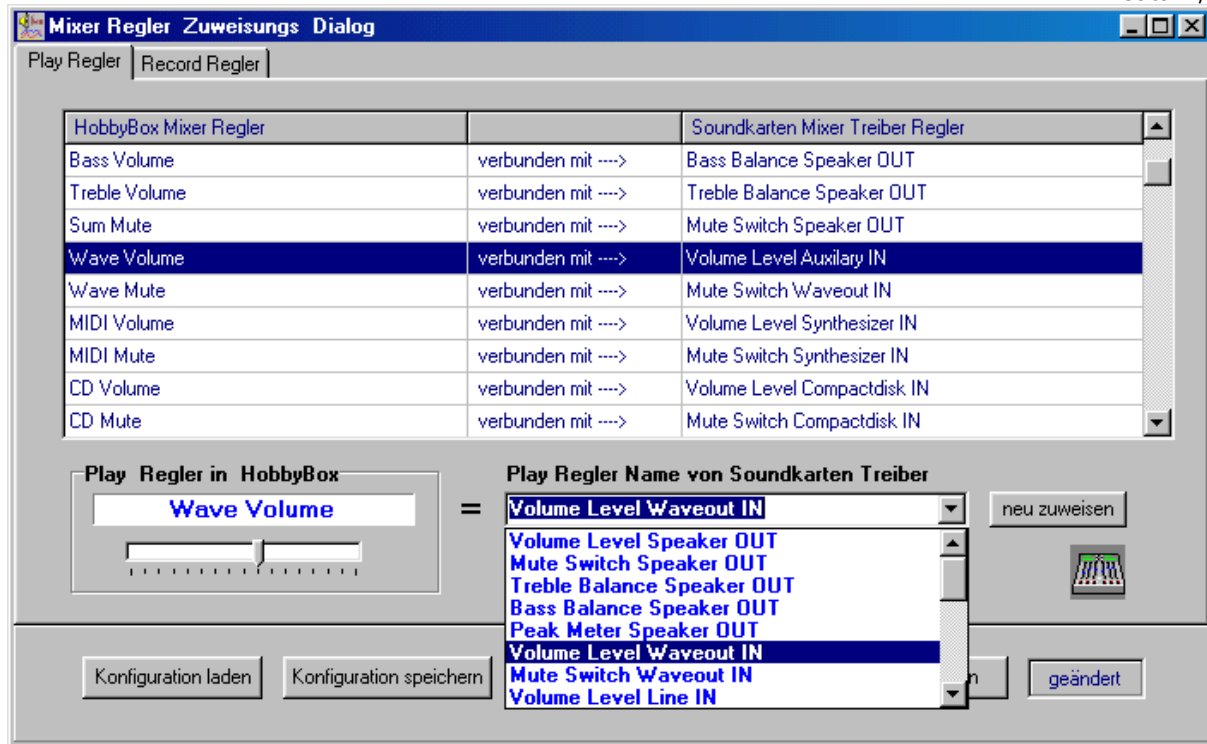 Mixer Regler Zuweisungs Dialog
Play Regler Record Regler
HobbyBox Mixer Regler Soundkarten Mixer Treiber Regler
Bass Volume verbunden mit ----> Bass Balance Speaker OUT
Treble Volume verbunden mit ----> Treble Balance Speaker OUT
Sum Mute verbunden mit ----> Mute Switch Speaker OUT
Wave Volume verbunden mit ----> Volume Level Auxilary IN
Wave Mute verbunden mit ----> Mute Switch Waveout IN
MIDI Volume verbunden mit ----> Volume Level Synthesizer IN
MIDI Mute verbunden mit ----> Mute Switch Synthesizer IN
CD Volume verbunden mit ----> Volume Level Compactdisk IN
CD Mute verbunden mit ----> Mute Switch Compactdisk IN
Play Regler in HobbyBox Play Regler Name von Soundkarten Treiber
Wave Volume = Volume Level Waveout IN neu zuweisen
Volume Level Speaker OUT
Mute Switch Speaker OUT
Treble Balance Speaker OUT
Bass Balance Speaker OUT
Peak Meter Speaker OUT
Volume Level Waveout IN
Mute Switch Waveout IN
Volume Level Line IN
Konfiguration laden Konfiguration speichern geändert